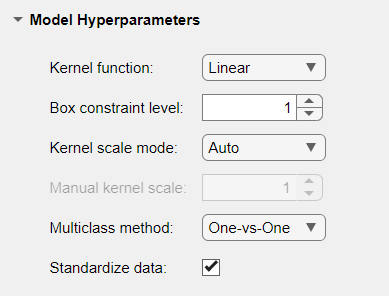 Model Hyperparameters
Kernel function: Linear
Box constraint level: 1
Kernel scale mode: Auto
Manual kernel scale: 1
Multiclass method: One-vs-One
Standardize data: